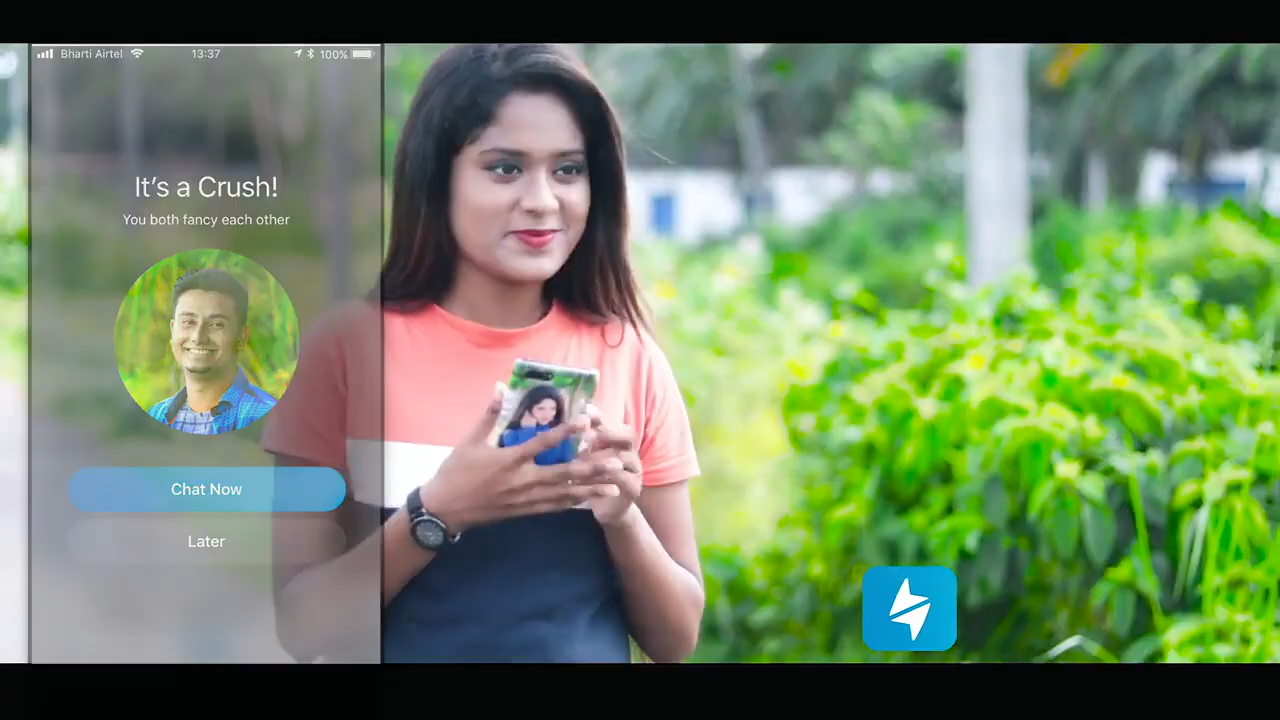 Bharti Airtel 13:37 100%
It's a Crush!
You both fancy each other
Chat Now
Later